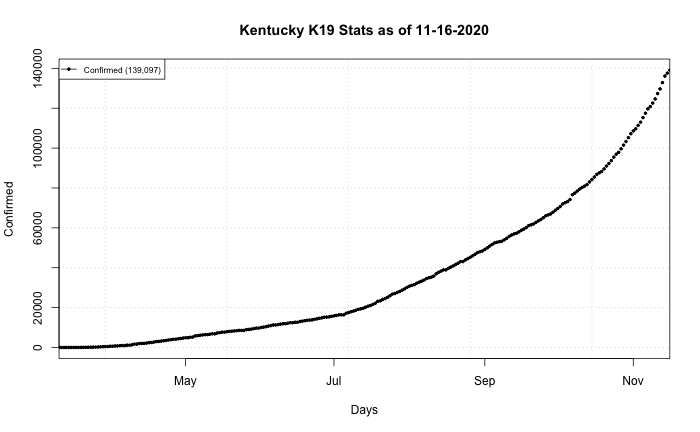 Kentucky K19 Stats as of 11-16-2020
Confirmed (139,097)
Confirmed
140000
100000
60000
20000
0
May
Jul
Sep
Nov
Days